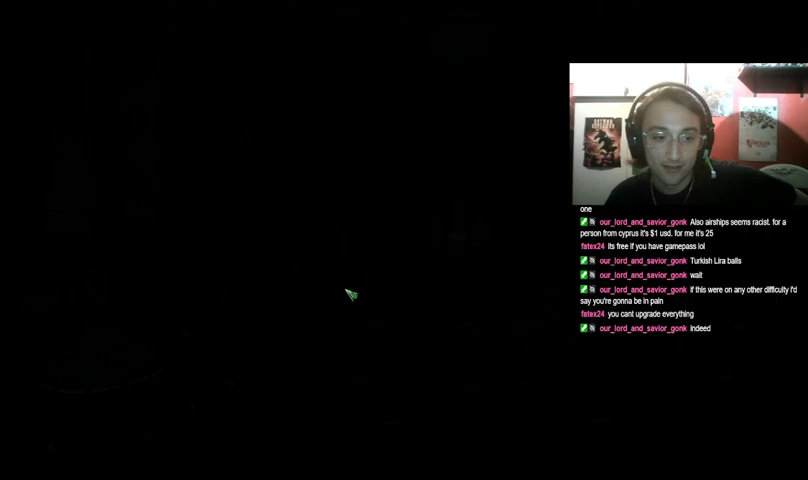 one
our_lord_and_savior_gonk Also airships seems racist. for a
person from cyprus it's $1 usd. for me it's 25
fatex24 Its free if you have gamepass lol
our_lord_and_savior_gonk Turkish Lira balls
our_lord_and_savior_gonk wait
our_lord_and_savior_gonk If this were on any other difficulty I'd
say you're gonna be in pain
fatex24 you cant upgrade everything
our_lord_and_savior_gonk Indeed